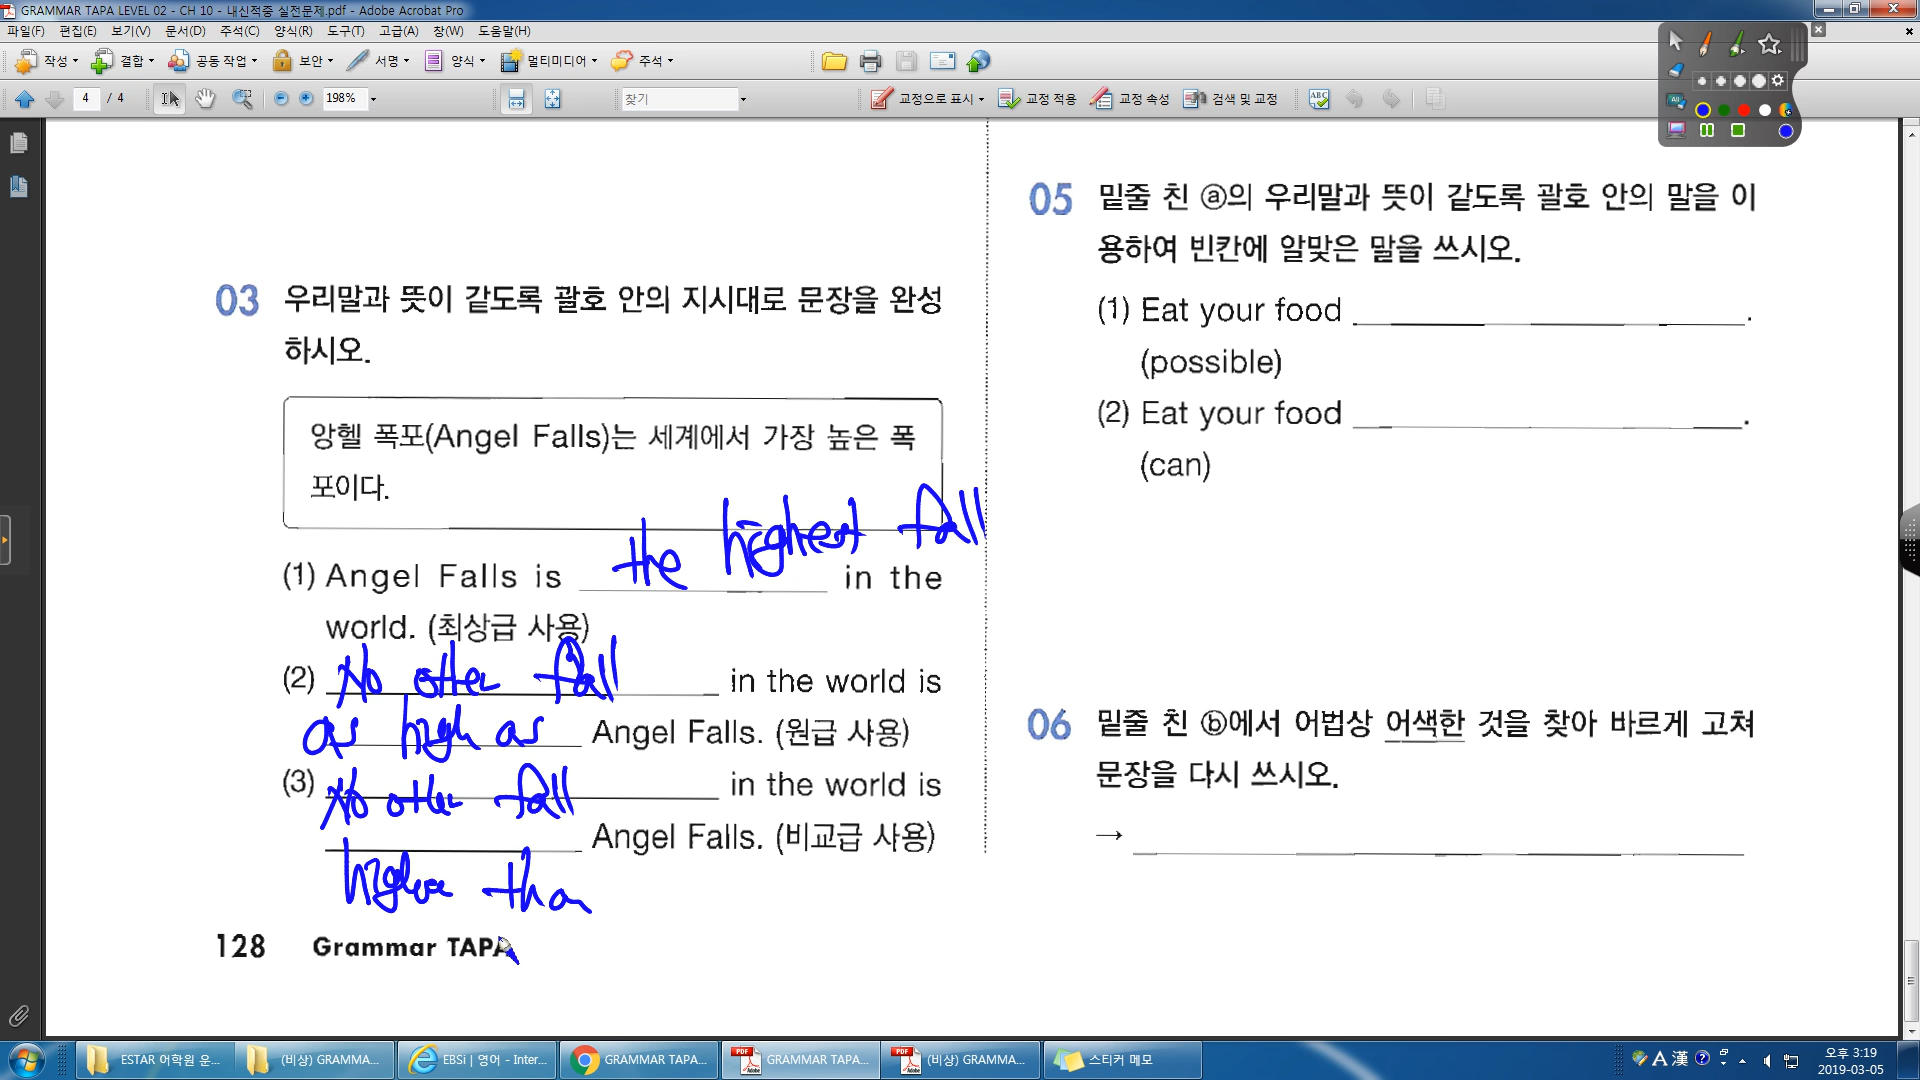 GRAMMAR TAPA LEVEL 02 - CH 10 - 내신적중 실전문제.pdf - Adobe Acrobat Pro
파일(F) 편집(E) 보기(V) 문서(D) 주석(C) 양식(R) 도구(T) 고급(A) 창(W) 도움말(H)
작성 결합 공동 작업 보안 서명 양식 멀티미디어 주석
4 / 4 198% 찾기 교정으로 표시 교정 적용 교정 속성 검색 및 교정
03 우리말과 뜻이 같도록 괄호 안의 지시대로 문장을 완성
하시오.
앙헬 폭포(Angel Falls)는 세계에서 가장 높은 폭
포이다.
the highest fall
(1) Angel Falls is in the
world. (최상급 사용)
(2) No other fall in the world is
as high as Angel Falls. (원급 사용)
(3) No other fall in the world is
Angel Falls. (비교급 사용)
higher than
128 Grammar TAPA
05 밑줄 친 ⓐ의 우리말과 뜻이 같도록 괄호 안의 말을 이
용하여 빈칸에 알맞은 말을 쓰시오.
(1) Eat your food .
(possible)
(2) Eat your food .
(can)
06 밑줄 친 ⓑ에서 어법상 어색한 것을 찾아 바르게 고쳐
문장을 다시 쓰시오.
→
ESTAR 어학원 운... (비상) GRAMMA... EBSi | 영어 - Inter... GRAMMAR TAPA... GRAMMAR TAPA... (비상) GRAMMA... 스티커 메모
A 漢 오후 3:19
2019-03-05